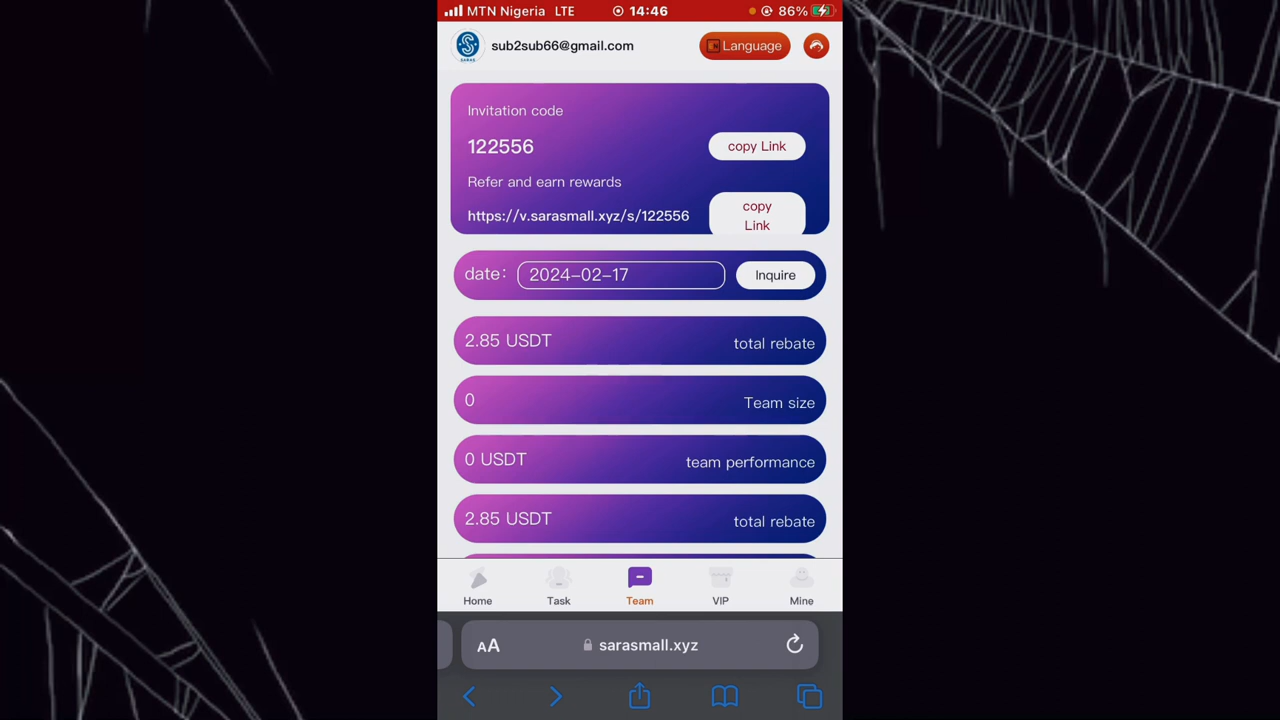 MTN Nigeria LTE 14:46 86%
sub2sub66@gmail.com Language
SARAS
Invitation code
122556 copy Link
Refer and earn rewards
https://v.sarasmall.xyz/s/122556 copy Link
date: 2024-02-17 Inquire
2.85 USDT total rebate
0 Team size
0 USDT team performance
2.85 USDT total rebate
Home Task Team VIP Mine
AA sarasmall.xyz